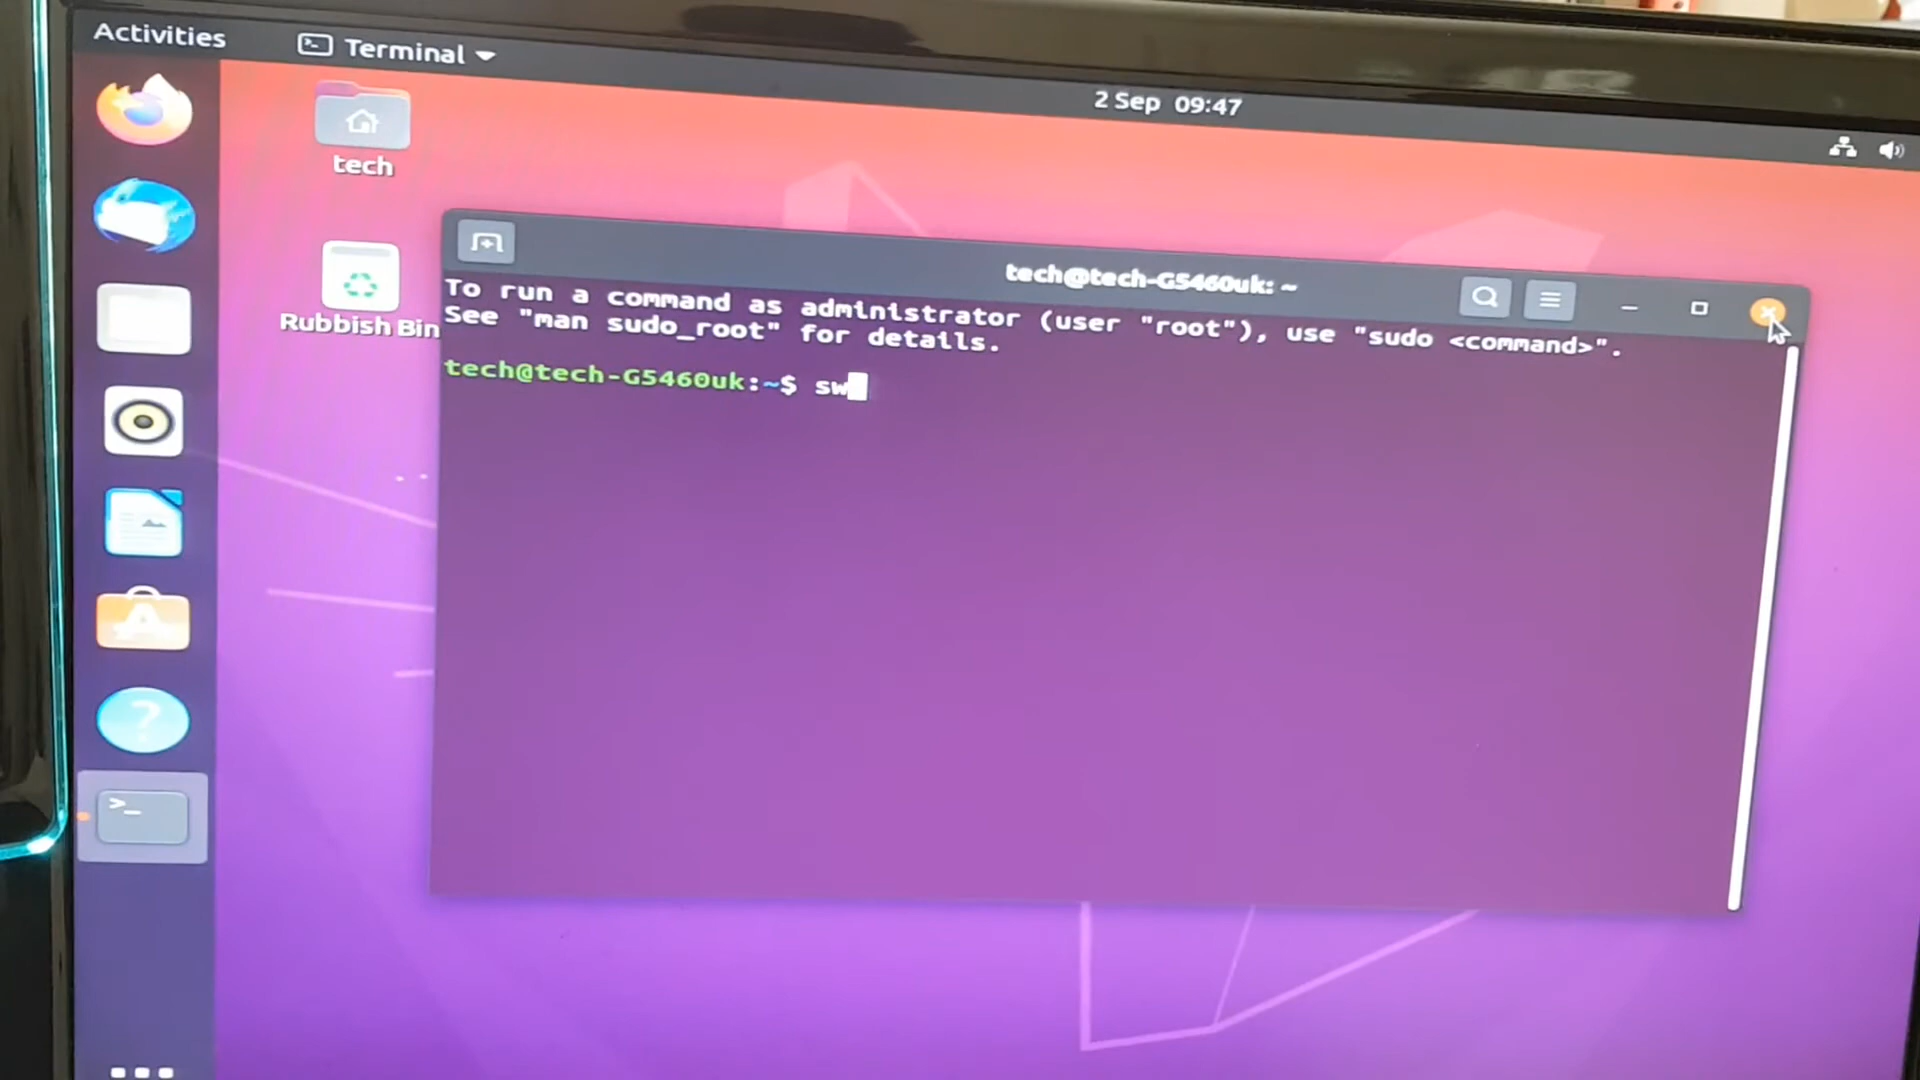 Activities
Terminal
2 Sep 09:47
tech
Rubbish Bin
tech@tech-G5460uk: ~
To run a command as administrator (user "root"), use "sudo <command>".
See "man sudo_root" for details.
tech@tech-G5460uk:~$ sw